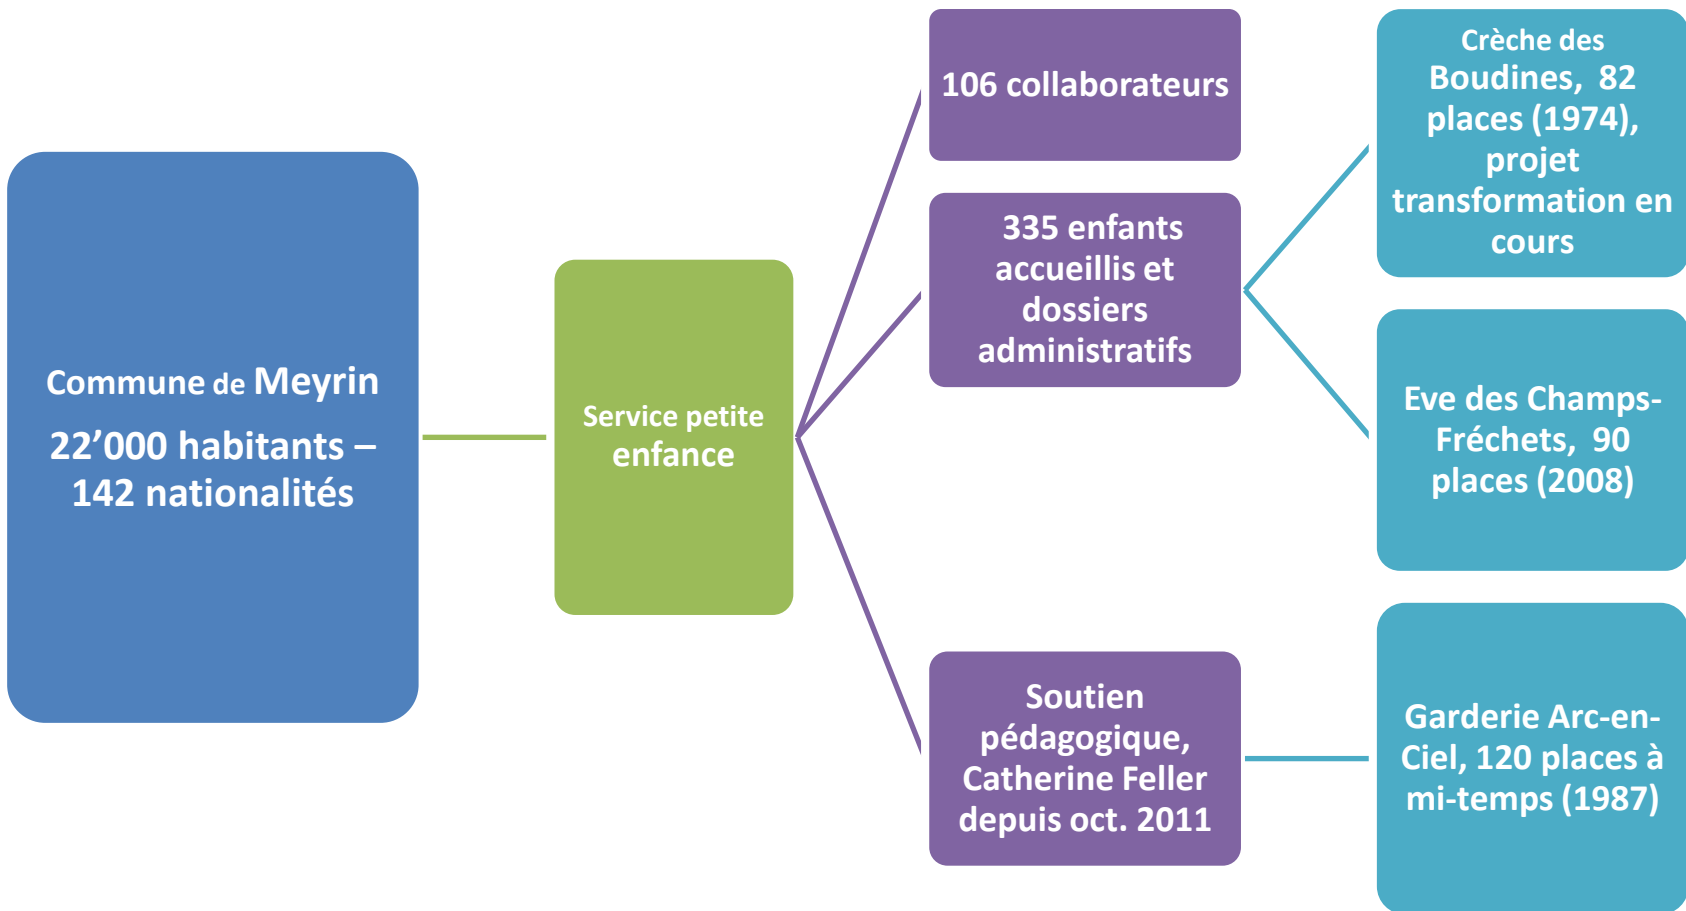 Commune de Meyrin
22’000 habitants –
142 nationalités
Service petite
enfance
106 collaborateurs
335 enfants
accueillis et
dossiers
administratifs
Soutien
pédagogique,
Catherine Feller
depuis oct. 2011
Crèche des
Boudines, 82
places (1974),
projet
transformation en
cours
Eve des Champs-
Fréchets, 90
places (2008)
Garderie Arc-en-
Ciel, 120 places à
mi-temps (1987)